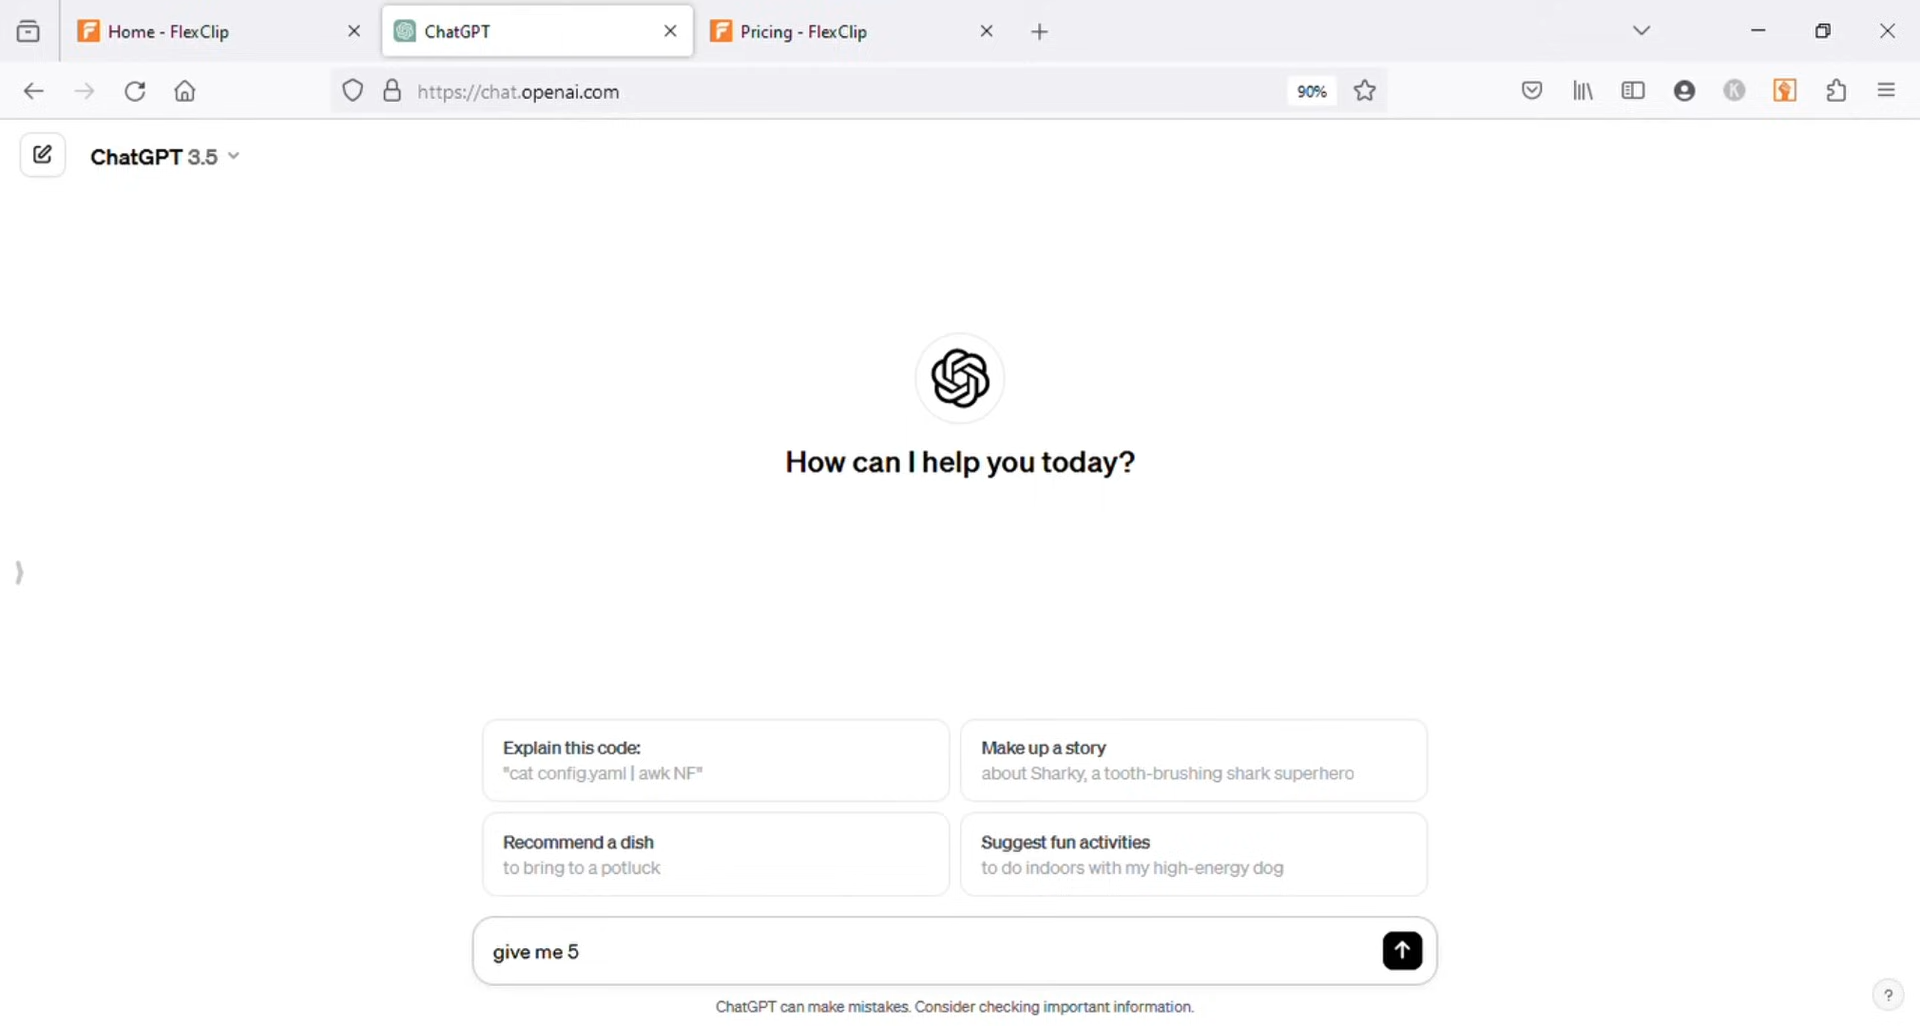 Home - FlexClip
ChatGPT
Pricing - FlexClip
https://chat.openai.com
90%
K
ChatGPT 3.5
How can I help you today?
Explain this code:
"cat config.yaml | awk NF"
Make up a story
about Sharky, a tooth-brushing shark superhero
Recommend a dish
to bring to a potluck
Suggest fun activities
to do indoors with my high-energy dog
give me 5
ChatGPT can make mistakes. Consider checking important information.
?